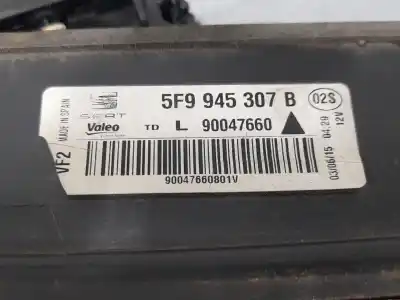 5F9 945 307 B 02S
SEAT
Valeo TD L 90047660
90047660801V
MADE IN SPAIN
VF2
03/06/15 04:29
12V